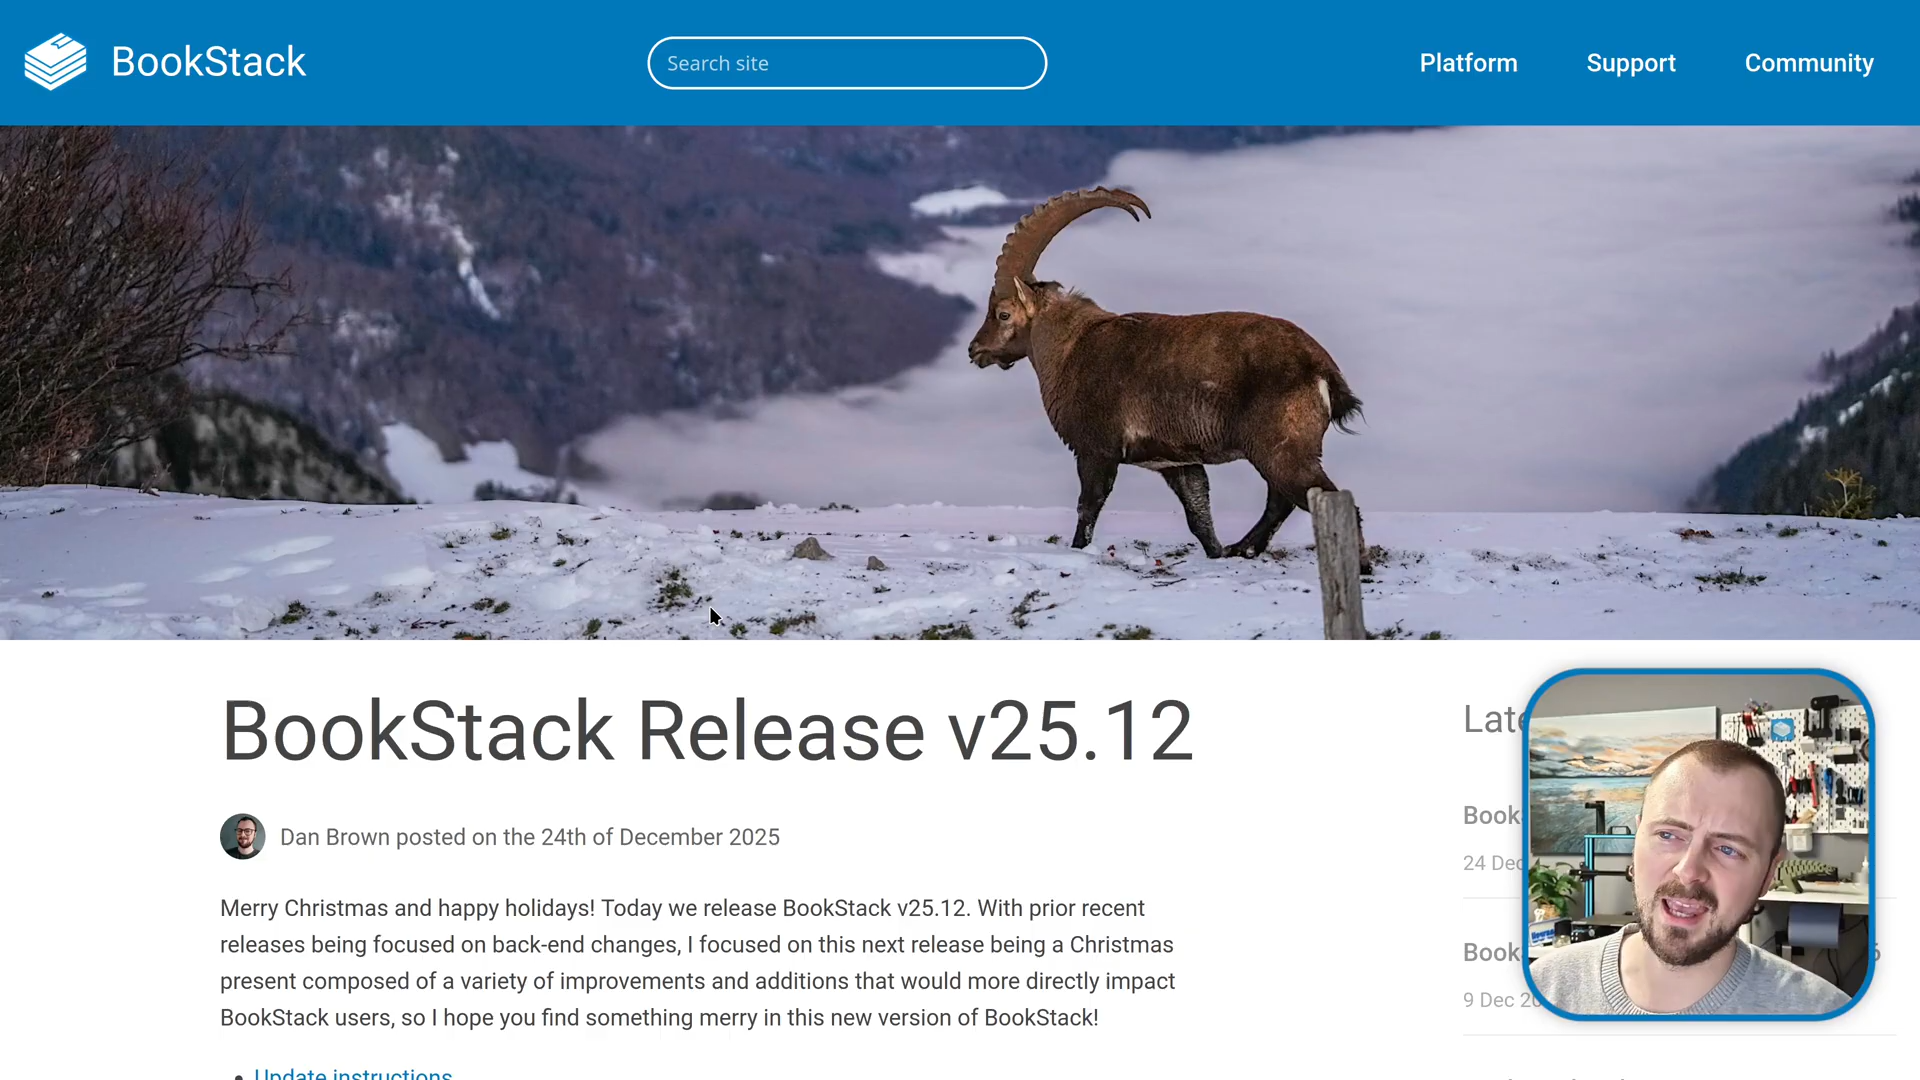 BookStack
Search site
Platform
Support
Community
BookStack Release v25.12
Dan Brown posted on the 24th of December 2025
Merry Christmas and happy holidays! Today we release BookStack v25.12. With prior recent
releases being focused on back-end changes, I focused on this next release being a Christmas
present composed of a variety of improvements and additions that would more directly impact
BookStack users, so I hope you find something merry in this new version of BookStack!
Update instructions
Late
Book
24 Dec
Book
9 Dec 20